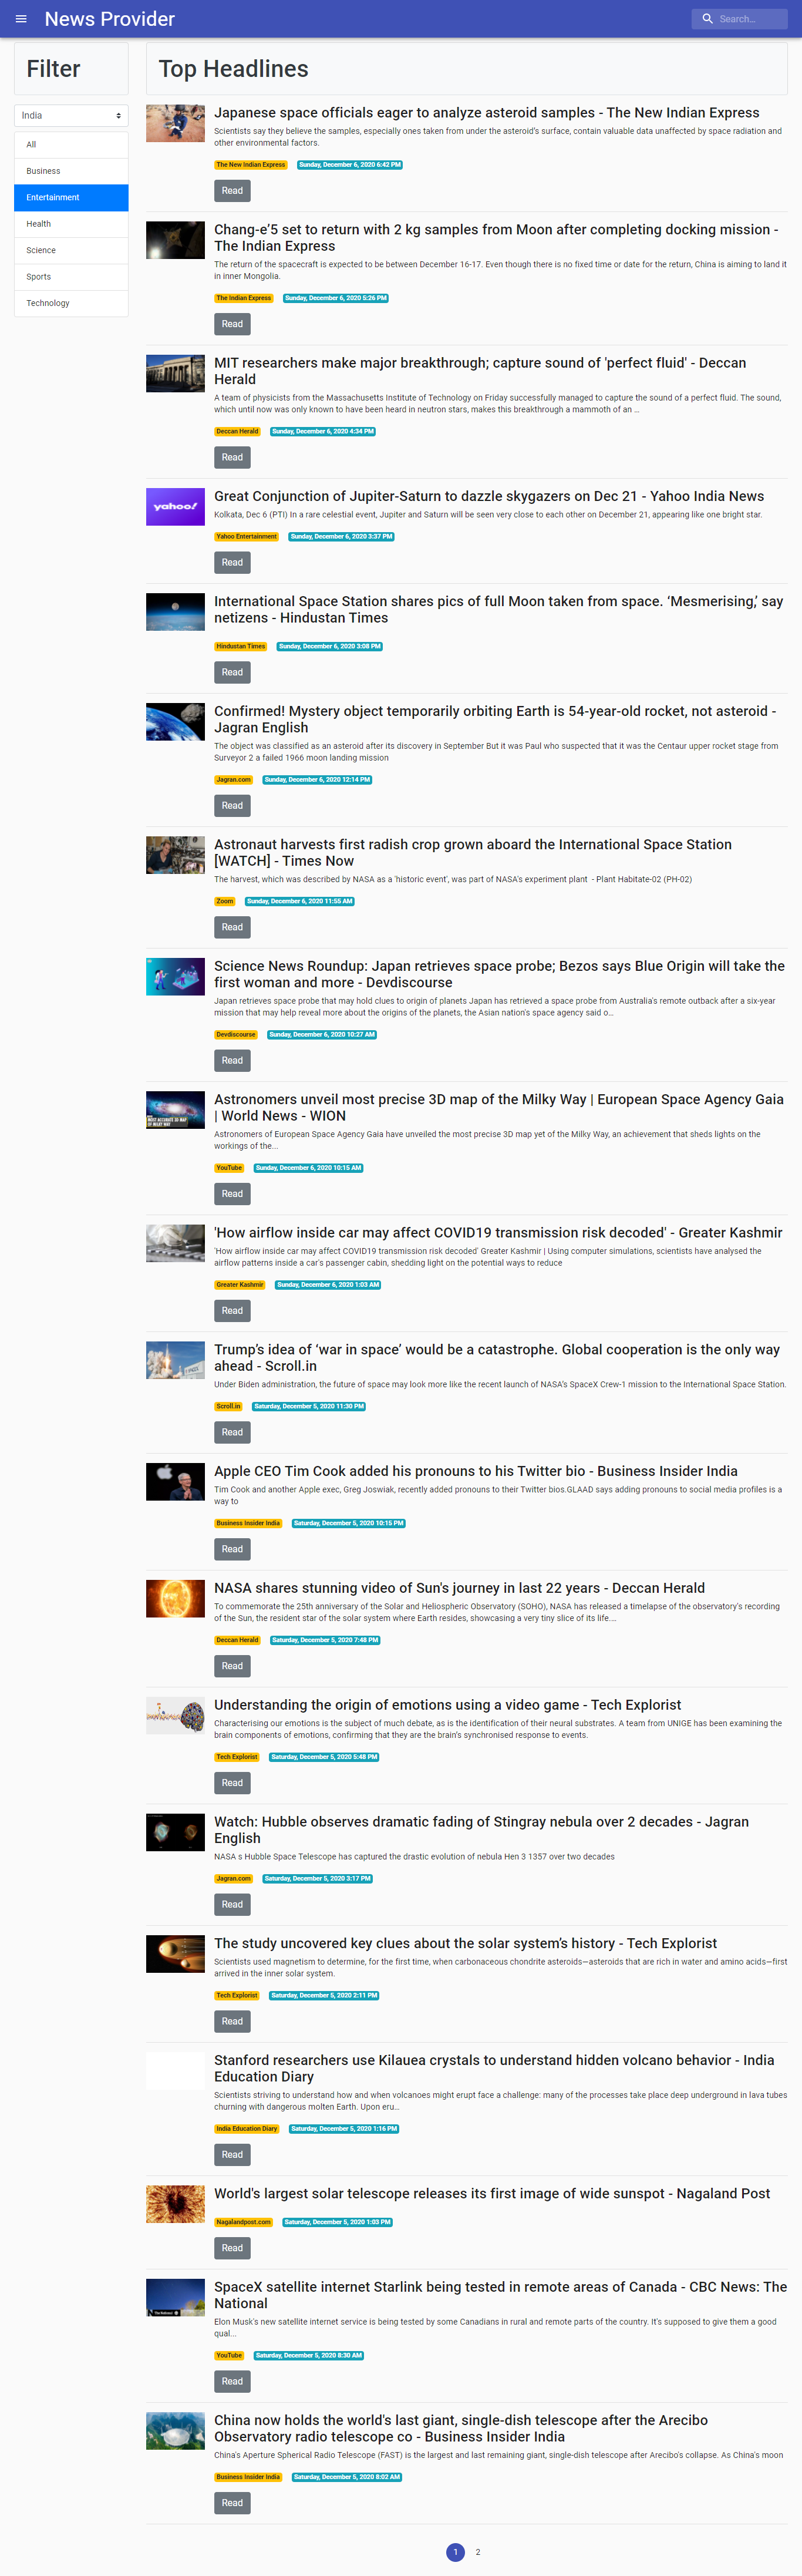 News Provider
Search...
Filter
India
All
Business
Entertainment
Health
Science
Sports
Technology
Top Headlines
Japanese space officials eager to analyze asteroid samples - The New Indian Express
Scientists say they believe the samples, especially ones taken from under the asteroid's surface, contain valuable data unaffected by space radiation and
other environmental factors.
The New Indian Express Sunday, December 6, 2020 6:42 PM
Read
Chang-e’5 set to return with 2 kg samples from Moon after completing docking mission -
The Indian Express
The return of the spacecraft is expected to be between December 16-17. Even though there is no fixed time or date for the return, China is aiming to land it
in inner Mongolia.
The Indian Express Sunday, December 6, 2020 5:26 PM
Read
MIT researchers make major breakthrough; capture sound of 'perfect fluid' - Deccan
Herald
A team of physicists from the Massachusetts Institute of Technology on Friday successfully managed to capture the sound of a perfect fluid. The sound,
which until now was only known to have been heard in neutron stars, makes this breakthrough a mammoth of an …
Deccan Herald Sunday, December 6, 2020 4:34 PM
Read
yahoo!
Great Conjunction of Jupiter-Saturn to dazzle skygazers on Dec 21 - Yahoo India News
Kolkata, Dec 6 (PTI) In a rare celestial event, Jupiter and Saturn will be seen very close to each other on December 21, appearing like one bright star.
Yahoo Entertainment Sunday, December 6, 2020 3:37 PM
Read
International Space Station shares pics of full Moon taken from space. ‘Mesmerising,’ say
netizens - Hindustan Times
Hindustan Times Sunday, December 6, 2020 3:08 PM
Read
Confirmed! Mystery object temporarily orbiting Earth is 54-year-old rocket, not asteroid -
Jagran English
The object was classified as an asteroid after its discovery in September But it was Paul who suspected that it was the Centaur upper rocket stage from
Surveyor 2 a failed 1966 moon landing mission
Jagran.com Sunday, December 6, 2020 12:14 PM
Read
Astronaut harvests first radish crop grown aboard the International Space Station
[WATCH] - Times Now
The harvest, which was described by NASA as a 'historic event', was part of NASA's experiment plant - Plant Habitate-02 (PH-02)
Zoom Sunday, December 6, 2020 11:55 AM
Read
Science News Roundup: Japan retrieves space probe; Bezos says Blue Origin will take the
first woman and more - Devdiscourse
Japan retrieves space probe that may hold clues to origin of planets Japan has retrieved a space probe from Australia's remote outback after a six-year
mission that may help reveal more about the origins of the planets, the Asian nation's space agency said o…
Devdiscourse Sunday, December 6, 2020 10:27 AM
Read
MOST ACCURATE 3D MAP
OF MILKY WAY
Astronomers unveil most precise 3D map of the Milky Way | European Space Agency Gaia
| World News - WION
Astronomers of European Space Agency Gaia have unveiled the most precise 3D map yet of the Milky Way, an achievement that sheds lights on the
workings of the...
YouTube Sunday, December 6, 2020 10:15 AM
Read
'How airflow inside car may affect COVID19 transmission risk decoded' - Greater Kashmir
'How airflow inside car may affect COVID19 transmission risk decoded' Greater Kashmir | Using computer simulations, scientists have analysed the
airflow patterns inside a car's passenger cabin, shedding light on the potential ways to reduce
Greater Kashmir Sunday, December 6, 2020 1:03 AM
Read
Trump’s idea of ‘war in space’ would be a catastrophe. Global cooperation is the only way
ahead - Scroll.in
Under Biden administration, the future of space may look more like the recent launch of NASA’s SpaceX Crew-1 mission to the International Space Station.
Scroll.in Saturday, December 5, 2020 11:30 PM
Read
Apple CEO Tim Cook added his pronouns to his Twitter bio - Business Insider India
Tim Cook and another Apple exec, Greg Joswiak, recently added pronouns to their Twitter bios.GLAAD says adding pronouns to social media profiles is a
way to
Business Insider India Saturday, December 5, 2020 10:15 PM
Read
NASA shares stunning video of Sun's journey in last 22 years - Deccan Herald
To commemorate the 25th anniversary of the Solar and Heliospheric Observatory (SOHO), NASA has released a timelapse of the observatory's recording
of the Sun, the resident star of the solar system where Earth resides, showcasing a very tiny slice of its life.…
Deccan Herald Saturday, December 5, 2020 7:48 PM
Read
Understanding the origin of emotions using a video game - Tech Explorist
Characterising our emotions is the subject of much debate, as is the identification of their neural substrates. A team from UNIGE has been examining the
brain components of emotions, confirming that they are the brain's synchronised response to events.
Tech Explorist Saturday, December 5, 2020 5:48 PM
Read
Watch: Hubble observes dramatic fading of Stingray nebula over 2 decades - Jagran
English
NASA s Hubble Space Telescope has captured the drastic evolution of nebula Hen 3 1357 over two decades
Jagran.com Saturday, December 5, 2020 3:17 PM
Read
The study uncovered key clues about the solar system’s history - Tech Explorist
Scientists used magnetism to determine, for the first time, when carbonaceous chondrite asteroids—asteroids that are rich in water and amino acids—first
arrived in the inner solar system.
Tech Explorist Saturday, December 5, 2020 2:11 PM
Read
Stanford researchers use Kilauea crystals to understand hidden volcano behavior - India
Education Diary
Scientists striving to understand how and when volcanoes might erupt face a challenge: many of the processes take place deep underground in lava tubes
churning with dangerous molten Earth. Upon eru…
India Education Diary Saturday, December 5, 2020 1:16 PM
Read
World's largest solar telescope releases its first image of wide sunspot - Nagaland Post
Nagalandpost.com Saturday, December 5, 2020 1:03 PM
Read
The National
SpaceX satellite internet Starlink being tested in remote areas of Canada - CBC News: The
National
Elon Musk's new satellite internet service is being tested by some Canadians in rural and remote parts of the country. It's supposed to give them a good
qual...
YouTube Saturday, December 5, 2020 8:30 AM
Read
China now holds the world's last giant, single-dish telescope after the Arecibo
Observatory radio telescope co - Business Insider India
China's Aperture Spherical Radio Telescope (FAST) is the largest and last remaining giant, single-dish telescope after Arecibo's collapse. As China's moon
Business Insider India Saturday, December 5, 2020 8:02 AM
Read
1 2